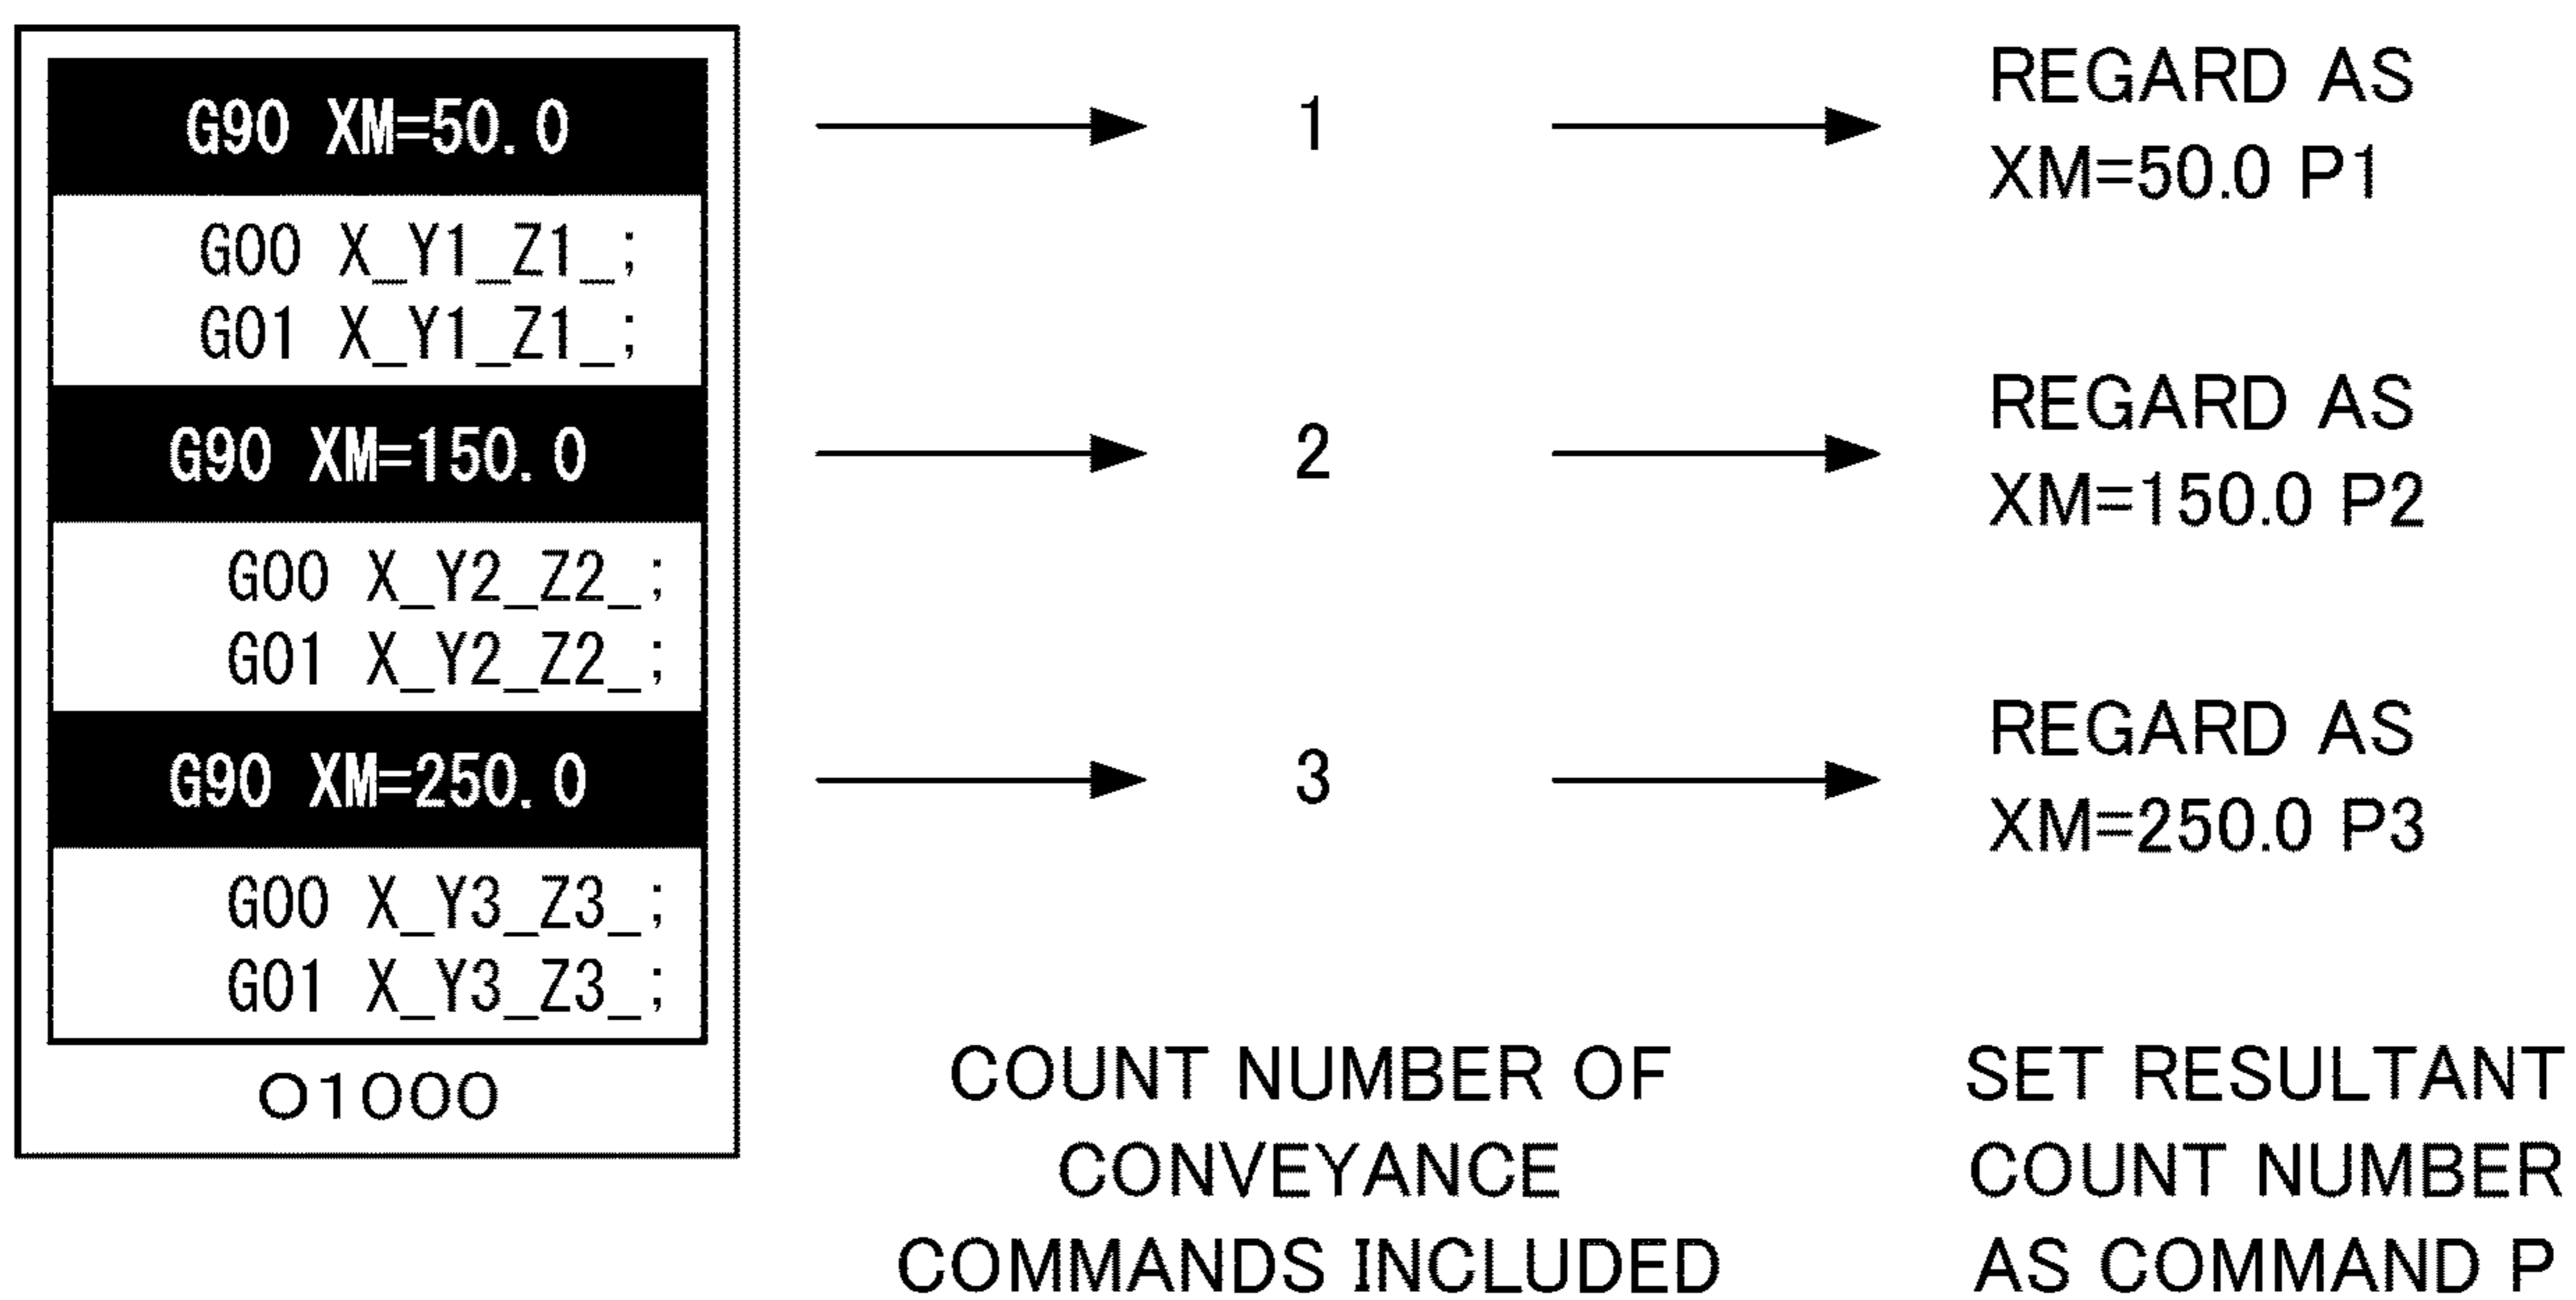 G90 XM=50.0
G00 X_Y1_Z1_;
G01 X_Y1_Z1_;
G90 XM=150.0
G00 X_Y2_Z2_;
G01 X_Y2_Z2_;
G90 XM=250.0
G00 X_Y3_Z3_;
G01 X_Y3_Z3_;
O1000
1
2
3
COUNT NUMBER OF
CONVEYANCE
COMMANDS INCLUDED
REGARD AS
XM=50.0 P1
REGARD AS
XM=150.0 P2
REGARD AS
XM=250.0 P3
SET RESULTANT
COUNT NUMBER
AS COMMAND P